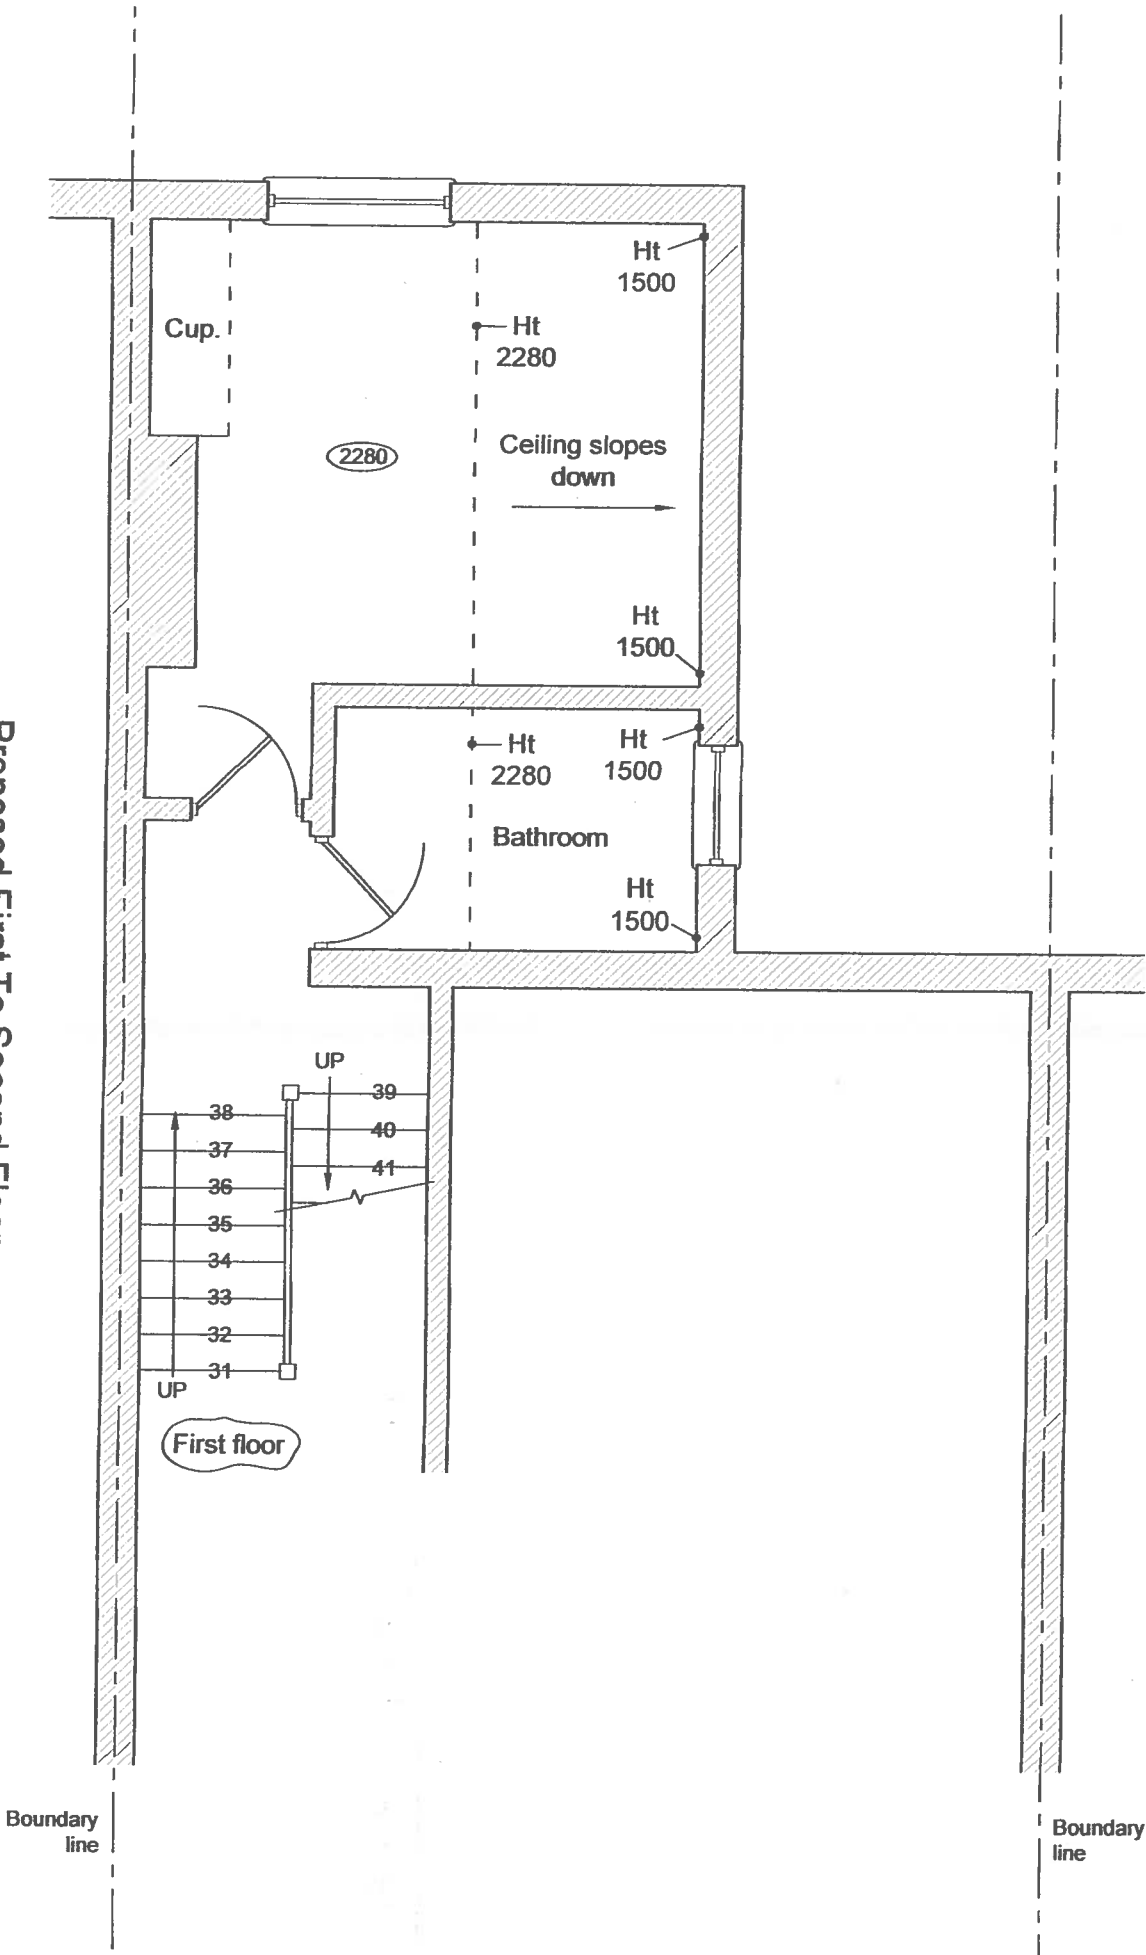 Ht
1500
Cup.
Ht
2280
2280
Ceiling slopes
down
Ht
1500
Ht
2280
Ht
1500
Bathroom
Ht
1500
UP
39
38
40
37
41
36
35
34
33
32
31
UP
First floor
Boundary
line
Boundary
line